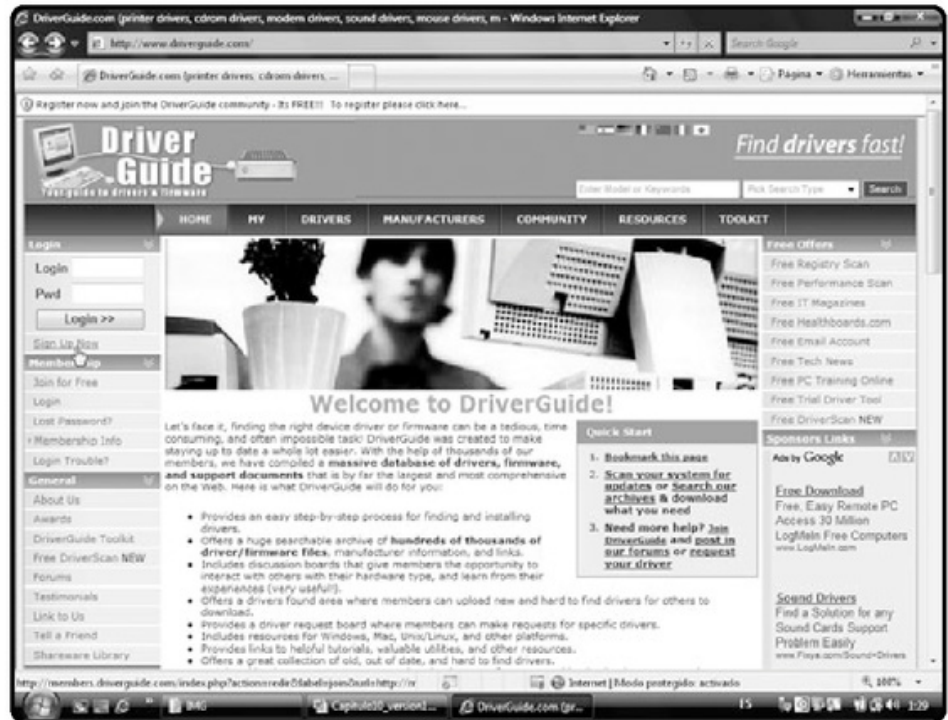 DriverGuide.com (printer drivers, cdrom drivers, modem drivers, sound drivers, mouse drivers, m - Windows Internet Explorer
http://www.driverguide.com/
Search Google
DriverGuide.com (printer drivers, cdrom drivers, ...
Página
Herramientas
Register now and join the DriverGuide community - Its FREE!!! To register please click here...
Driver
Guide
Your guide to drivers & firmware
Find drivers fast!
Enter Model or Keywords
Pick Search Type
Search
HOME MY DRIVERS MANUFACTURERS COMMUNITY RESOURCES TOOLKIT
Login
Login
Pwd
Login >>
Sign Up Now
Membership
Join for Free
Login
Lost Password?
Membership Info
Login Trouble?
General
About Us
Awards
DriverGuide Toolkit
Free DriverScan NEW
Forums
Testimonials
Link to Us
Tell a Friend
Shareware Library
Welcome to DriverGuide!
Let's face it, finding the right device driver or firmware can be a tedious, time
consuming, and often impossible task! DriverGuide was created to make
staying up to date a whole lot easier. With the help of thousands of our
members, we have compiled a massive database of drivers, firmware,
and support documents that is by far the largest and most comprehensive
on the Web. Here is what DriverGuide will do for you:
• Provides an easy step-by-step process for finding and installing
drivers.
• Offers a huge searchable archive of hundreds of thousands of
driver/firmware files, manufacturer information, and links.
• Includes discussion boards that give members the opportunity to
interact with others with their hardware type, and learn from their
experiences (very useful!).
• Offers a drivers found area where members can upload new and hard to find drivers for others to
download.
• Provides a driver request board where members can make requests for specific drivers.
• Includes resources for Windows, Mac, Unix/Linux, and other platforms.
• Provides links to helpful tutorials, valuable utilities, and other resources.
• Offers a great collection of old, out of date, and hard to find drivers.
Quick Start
1. Bookmark this page
2. Scan your system for
updates or Search our
archives & download
what you need
3. Need more help? Join
DriverGuide and post in
our forums or request
your driver
Free Offers
Free Registry Scan
Free Performance Scan
Free IT Magazines
Free Healthboards.com
Free Email Account
Free Tech News
Free PC Training Online
Free Trial Driver Tool
Free DriverScan NEW
Sponsors Links
Ads by Google
Free Download
Free, Easy Remote PC
Access 30 Million
LogMeIn Free Computers
www.LogMeIn.com
Sound Drivers
Find a Solution for any
Sound Cards Support
Problem Easily
www.Fixya.com/Sound+Drivers
Internet | Modo protegido: activado
100%
IMG
Capitulo10_version1...
DriverGuide.com (pr...
ES
1:29